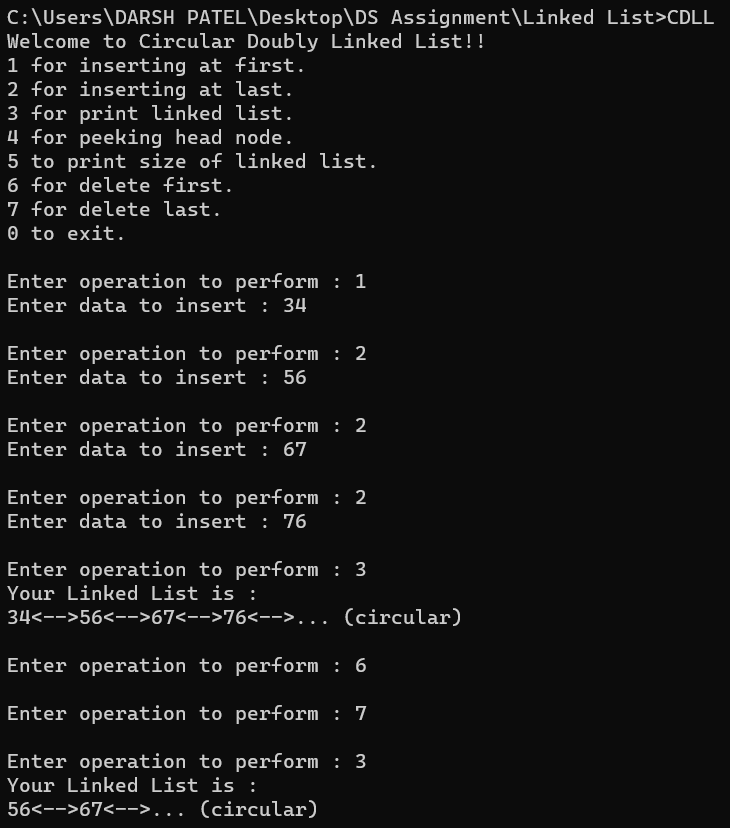 C:\Users\DARSH PATEL\Desktop\DS Assignment\Linked List>CDLL
Welcome to Circular Doubly Linked List!!
1 for inserting at first.
2 for inserting at last.
3 for print linked list.
4 for peeking head node.
5 to print size of linked list.
6 for delete first.
7 for delete last.
0 to exit.

Enter operation to perform : 1
Enter data to insert : 34

Enter operation to perform : 2
Enter data to insert : 56

Enter operation to perform : 2
Enter data to insert : 67

Enter operation to perform : 2
Enter data to insert : 76

Enter operation to perform : 3
Your Linked List is :
34<-->56<-->67<-->76<-->... (circular)

Enter operation to perform : 6

Enter operation to perform : 7

Enter operation to perform : 3
Your Linked List is :
56<-->67<-->... (circular)